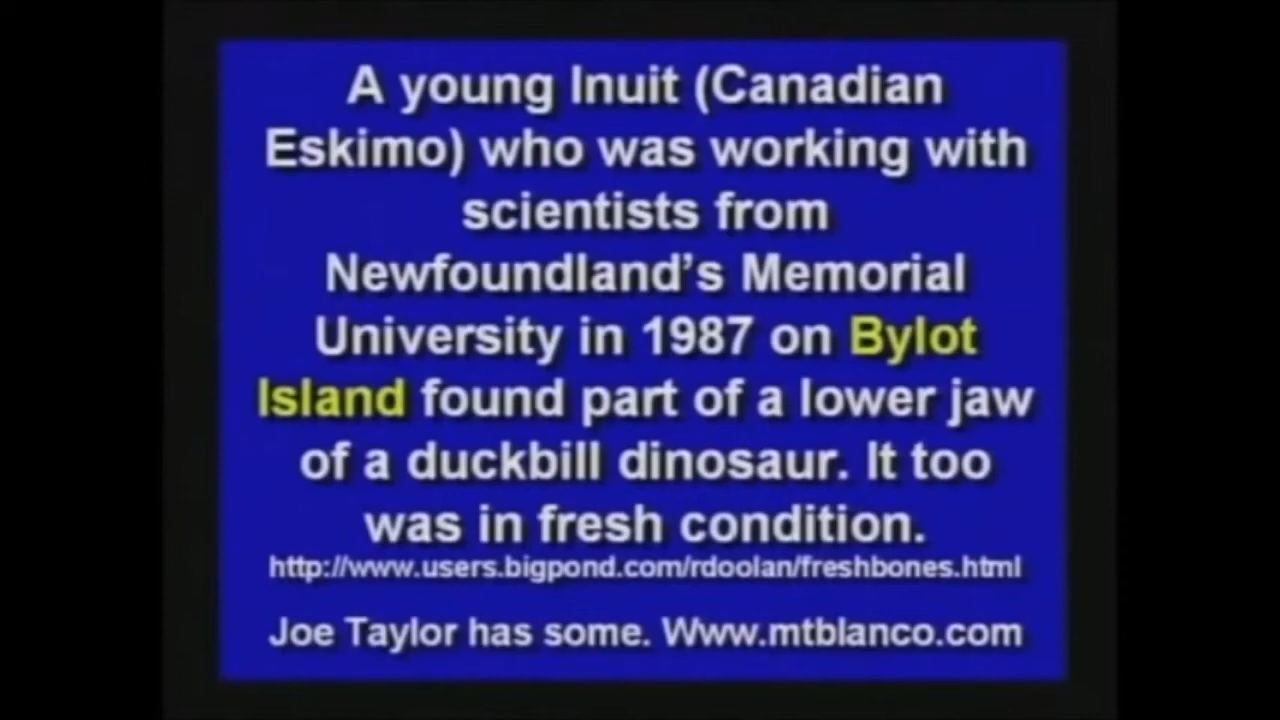 A young Inuit (Canadian
Eskimo) who was working with
scientists from
Newfoundland’s Memorial
University in 1987 on Bylot
Island found part of a lower jaw
of a duckbill dinosaur. It too
was in fresh condition.
http://www.users.bigpond.com/rdoolan/freshbones.html
Joe Taylor has some. Www.mtblanco.com